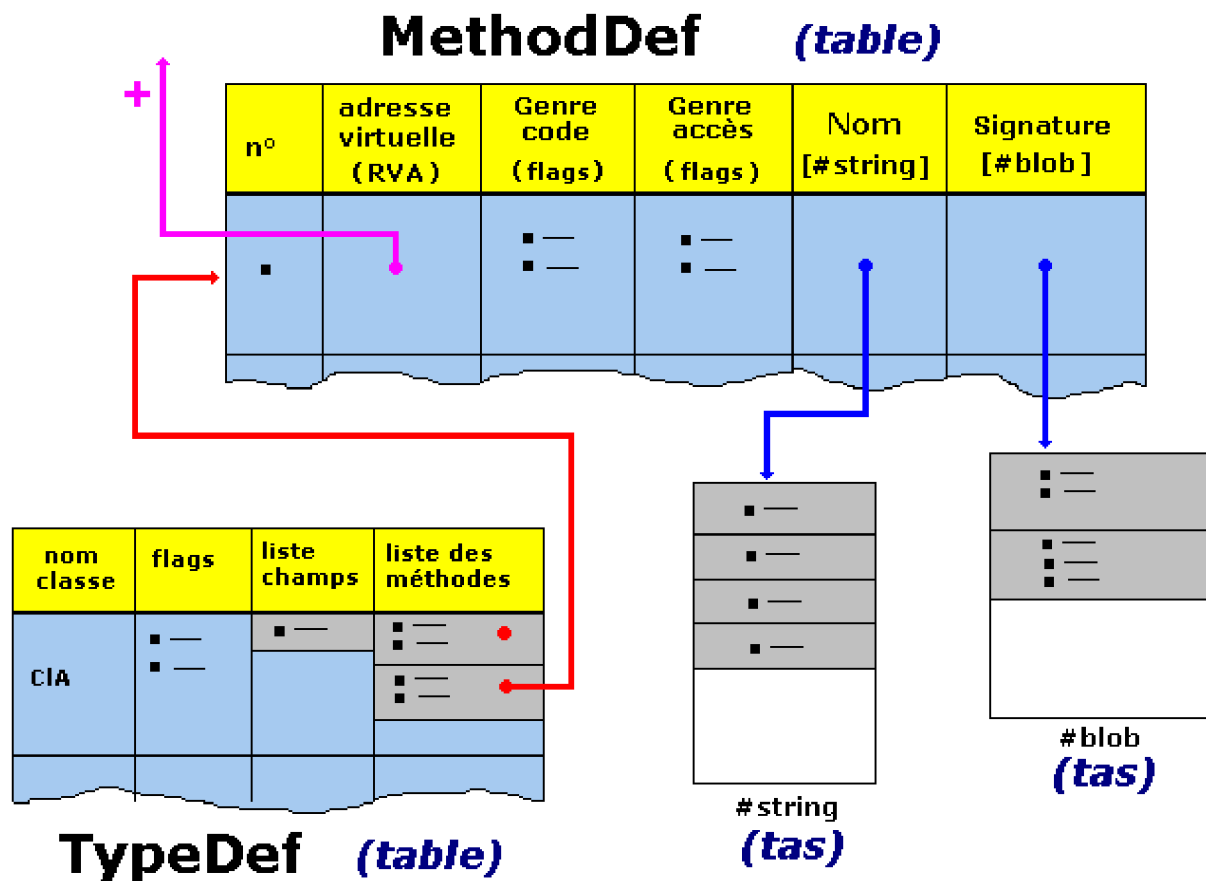 MethodDef (table)
+
n°
adresse
virtuelle
(RVA)
Genre
code
(flags)
Genre
accès
(flags)
Nom
[#string]
Signature
[#blob]
nom
classe
flags
liste
champs
liste des
méthodes
ClA
#string
(tas)
#blob
(tas)
TypeDef (table)